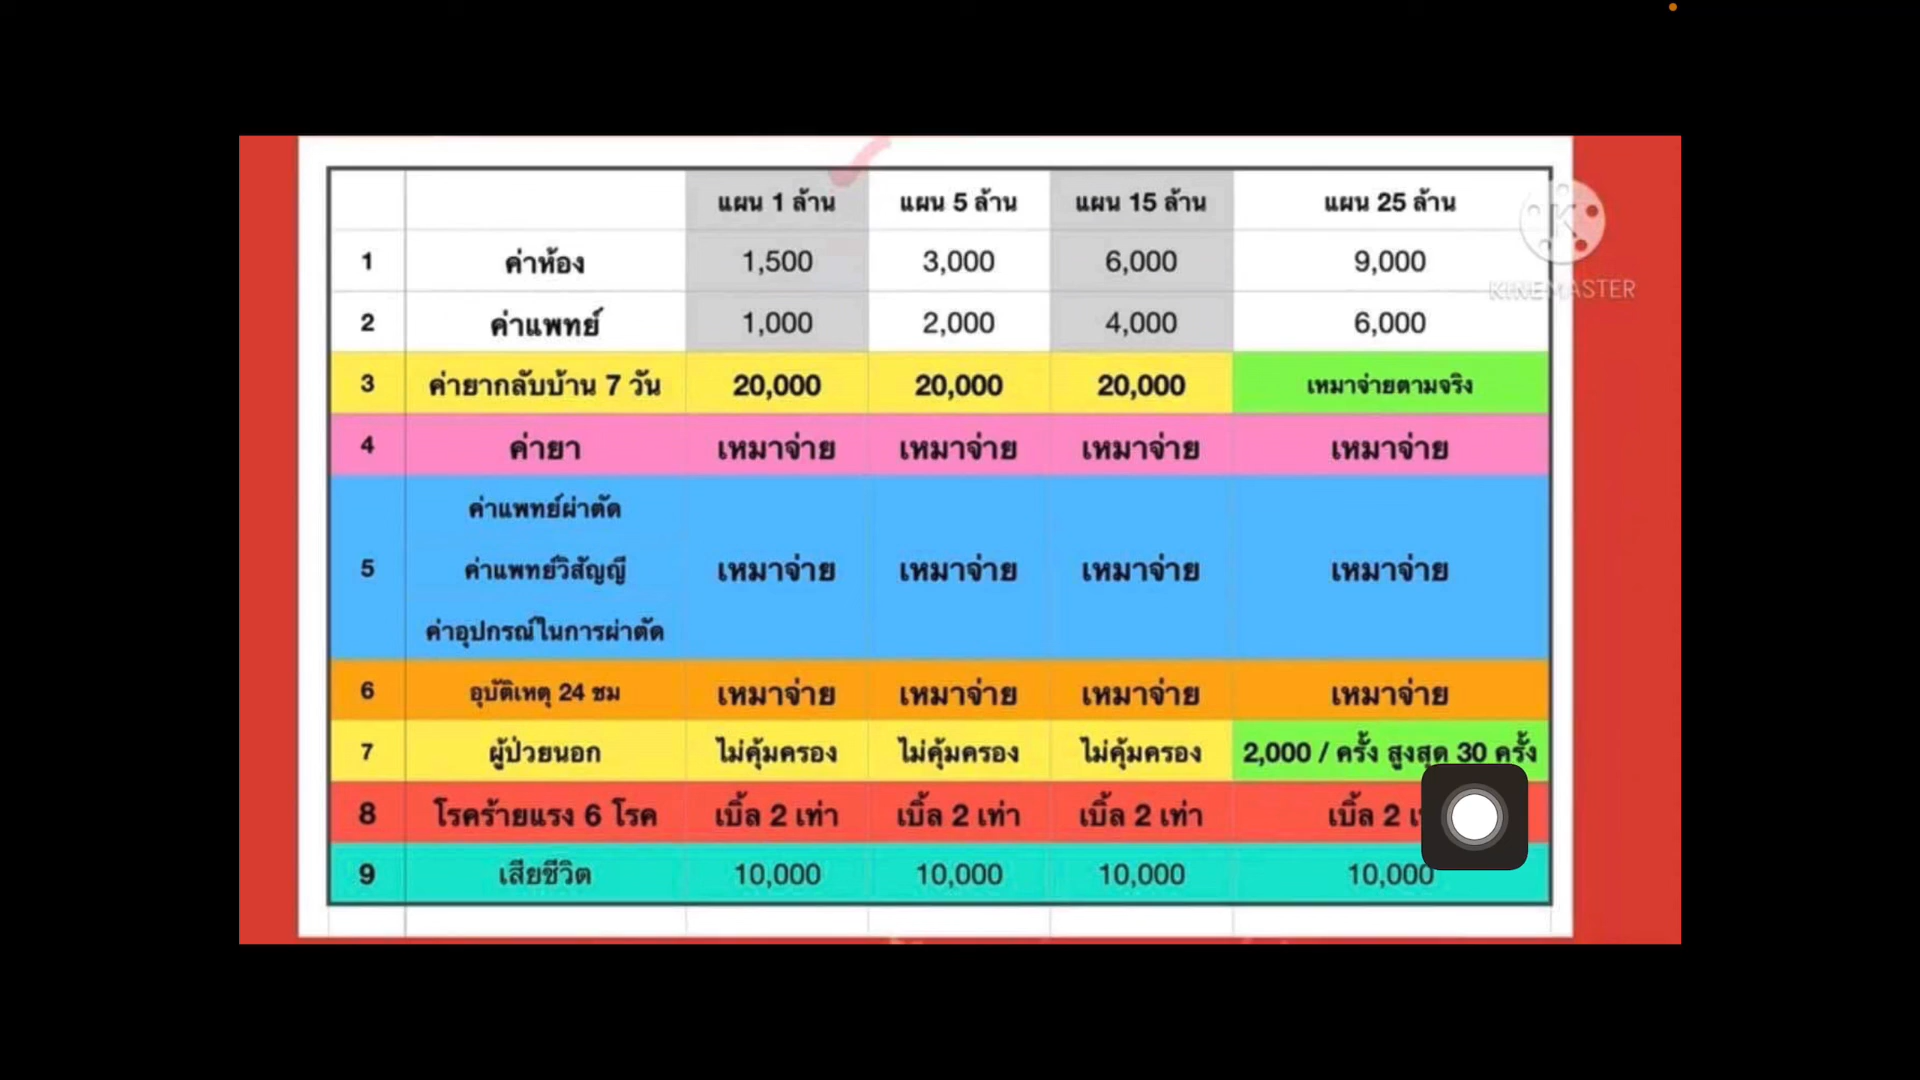 แผน 1 ล้าน แผน 5 ล้าน แผน 15 ล้าน แผน 25 ล้าน
1 ค่าห้อง 1,500 3,000 6,000 9,000
KINEMASTER
2 ค่าแพทย์ 1,000 2,000 4,000 6,000
3 ค่ายากลับบ้าน 7 วัน 20,000 20,000 20,000 เหมาจ่ายตามจริง
4 ค่ายา เหมาจ่าย เหมาจ่าย เหมาจ่าย เหมาจ่าย
ค่าแพทย์ผ่าตัด
5 ค่าแพทย์วิสัญญี เหมาจ่าย เหมาจ่าย เหมาจ่าย เหมาจ่าย
ค่าอุปกรณ์ในการผ่าตัด
6 อุบัติเหตุ 24 ชม เหมาจ่าย เหมาจ่าย เหมาจ่าย เหมาจ่าย
7 ผู้ป่วยนอก ไม่คุ้มครอง ไม่คุ้มครอง ไม่คุ้มครอง 2,000 / ครั้ง สูงสุด 30 ครั้ง
8 โรคร้ายแรง 6 โรค เบิ้ล 2 เท่า เบิ้ล 2 เท่า เบิ้ล 2 เท่า เบิ้ล 2
9 เสียชีวิต 10,000 10,000 10,000 10,000